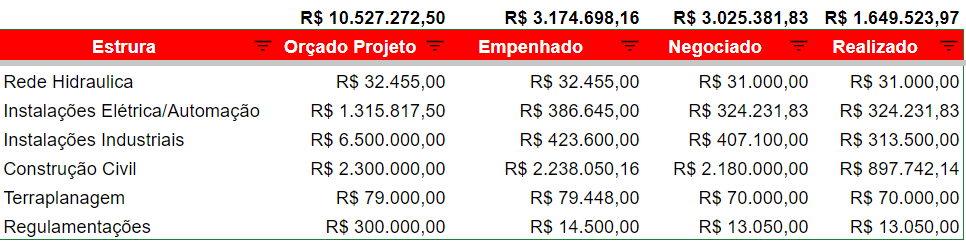 R$ 10.527.272,50 R$ 3.174.698,16 R$ 3.025.381,83 R$ 1.649.523,97
Estrura Orçado Projeto Empenhado Negociado Realizado
Rede Hidraulica R$ 32.455,00 R$ 32.455,00 R$ 31.000,00 R$ 31.000,00
Instalações Elétrica/Automação R$ 1.315.817,50 R$ 386.645,00 R$ 324.231,83 R$ 324.231,83
Instalações Industriais R$ 6.500.000,00 R$ 423.600,00 R$ 407.100,00 R$ 313.500,00
Construção Civil R$ 2.300.000,00 R$ 2.238.050,16 R$ 2.180.000,00 R$ 897.742,14
Terraplanagem R$ 79.000,00 R$ 79.448,00 R$ 70.000,00 R$ 70.000,00
Regulamentações R$ 300.000,00 R$ 14.500,00 R$ 13.050,00 R$ 13.050,00